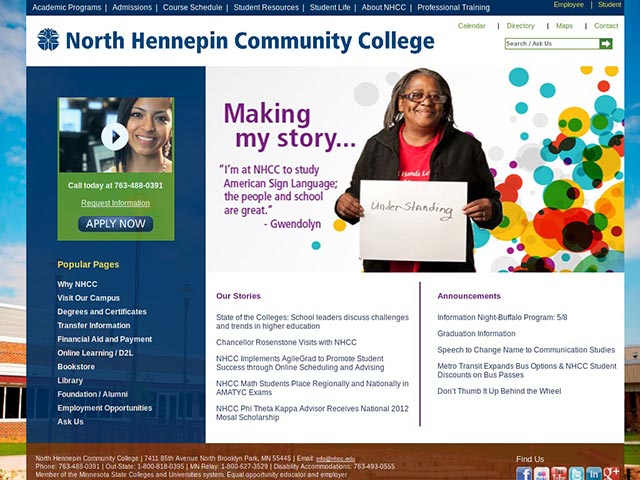 Academic Programs | Admissions | Course Schedule | Student Resources | Student Life | About NHCC | Professional Training
Employee | Student
Calendar | Directory | Maps | Contact
North Hennepin Community College
Search / Ask Us
Making
my story...
"I'm at NHCC to study
American Sign Language;
the people and school
are great."
- Gwendolyn
Understanding
Call today at 763-488-0391
Request Information
APPLY NOW
Popular Pages
Why NHCC
Visit Our Campus
Degrees and Certificates
Transfer Information
Financial Aid and Payment
Online Learning / D2L
Bookstore
Library
Foundation / Alumni
Employment Opportunities
Ask Us
Our Stories
State of the Colleges: School leaders discuss challenges
and trends in higher education
Chancellor Rosenstone Visits with NHCC
NHCC Implements AgileGrad to Promote Student
Success through Online Scheduling and Advising
NHCC Math Students Place Regionally and Nationally in
AMATYC Exams
NHCC Phi Theta Kappa Advisor Receives National 2012
Mosal Scholarship
Announcements
Information Night-Buffalo Program: 5/8
Graduation Information
Speech to Change Name to Communication Studies
Metro Transit Expands Bus Options & NHCC Student
Discounts on Bus Passes
Don't Thumb It Up Behind the Wheel
North Hennepin Community College | 7411 85th Avenue North Brooklyn Park, MN 55445 | Email: info@nhcc.edu
Phone: 763-488-0391 | Out-State: 1-800-818-0395 | MN Relay: 1-800-627-3529 | Disability Accommodations: 763-493-0555
Member of the Minnesota State Colleges and Universities system. Equal opportunity educator and employer
Find Us